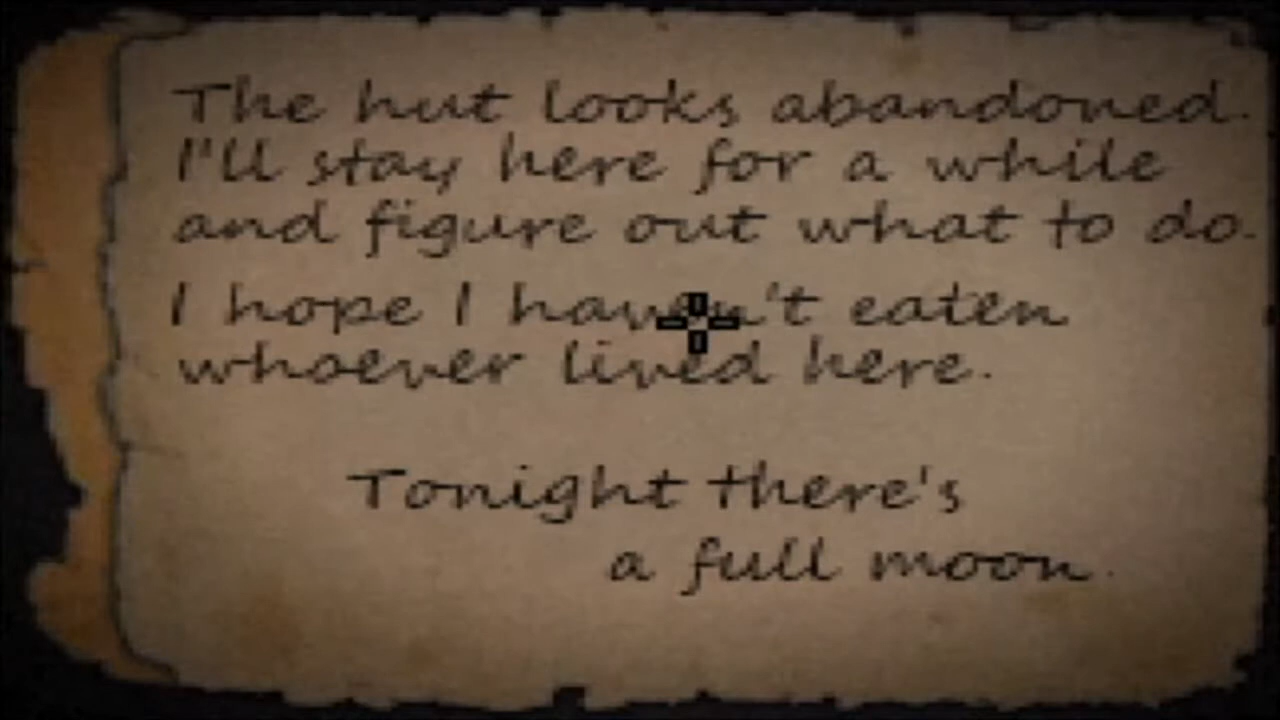 The hut looks abandoned.
I'll stay here for a while
and figure out what to do.
I hope I haven't eaten
whoever lived here.
Tonight there's
a full moon.